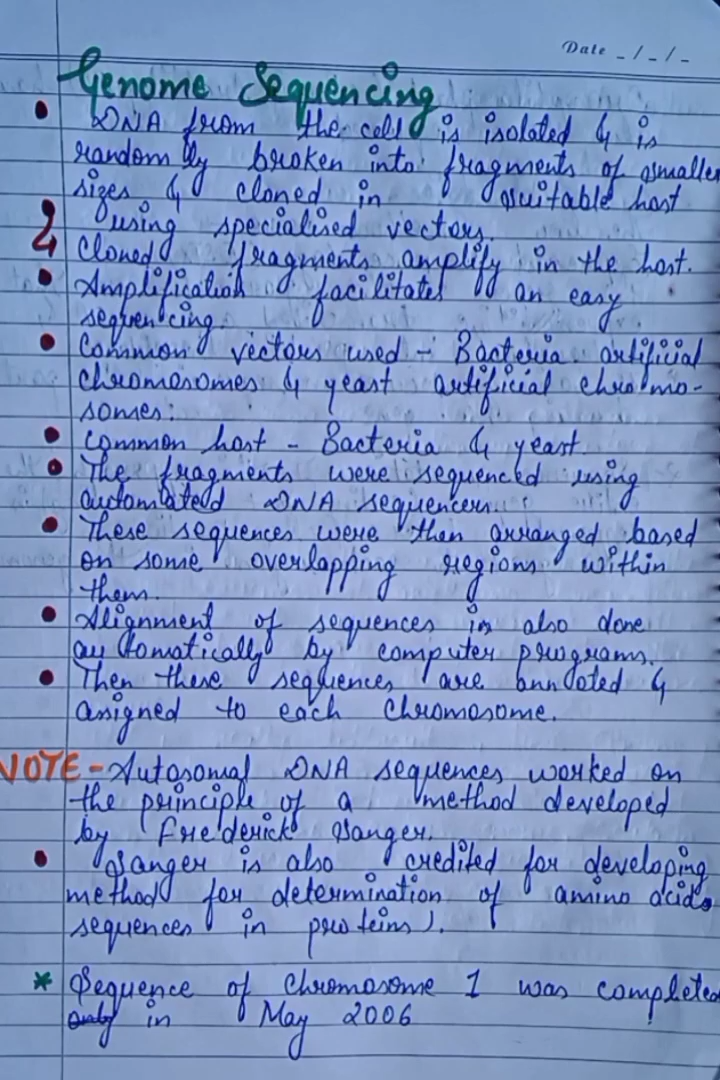 Date _/_/_
Genome Sequencing
• DNA from the cell is isolated & is
randomly broken into fragments of smaller
sizes & cloned in suitable host
using specialised vectors.
Cloned fragments amplify in the host.
• Amplification facilitates an easy
sequencing.
• Common vectors used - Bacteria artificial
chromosomes & yeast artificial chromo-
somes.
• Common host - Bacteria & yeast.
• The fragments were sequenced using
automated DNA sequencers.
• These sequences were then arranged based
on some overlapping regions within
them.
• Alignment of sequences is also done
automatically by computer programs.
• Then these sequences are annoated &
assigned to each chromosome.
NOTE - Autosomal DNA sequences worked on
the principle of a method developed
by Frederick Sanger.
• Sanger is also credited for developing
method for determination of amino acids
sequences in proteins).
* Sequence of chromosome 1 was completed
only in May 2006